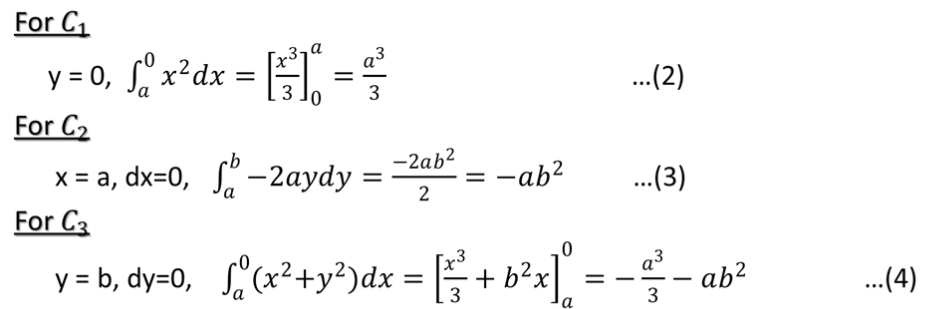 For C₁
y = 0, ∫ₐ⁰ x²dx = [x³/3]₀ᵃ = a³/3 ...(2)
For C₂
x = a, dx=0, ∫ₐᵇ −2aydy = −2ab²/2 = −ab² ...(3)
For C₃
y = b, dy=0, ∫ₐ⁰(x²+y²)dx = [x³/3 + b²x]ₐ⁰ = −a³/3 − ab² ...(4)